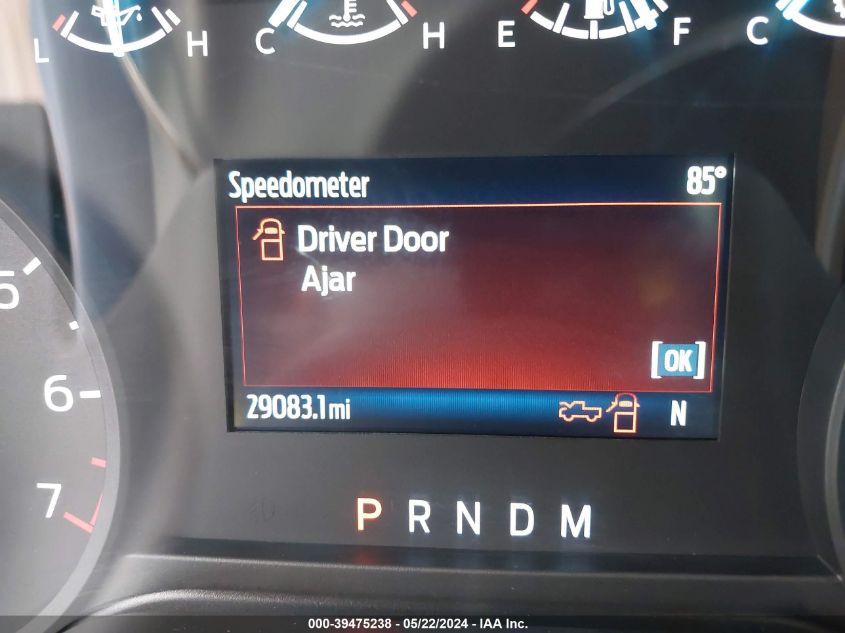 L H C H E F C
Speedometer 85°
Driver Door
Ajar
[OK]
5
6
7
29083.1mi N
P R N D M
000-39475238 - 05/22/2024 - IAA Inc.